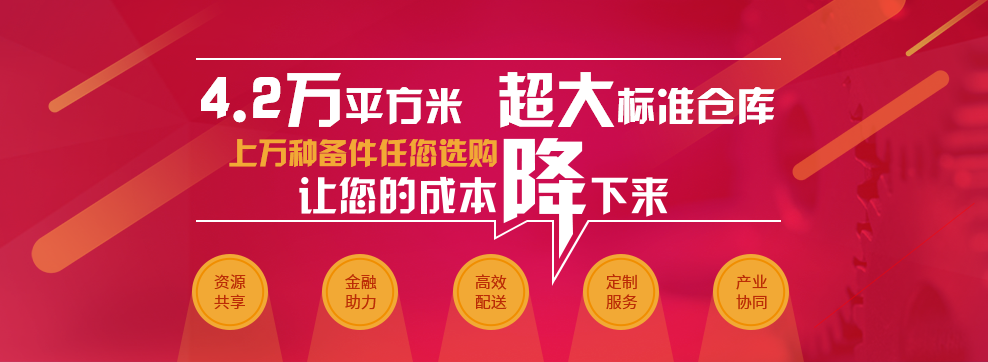 4.2万平方米 超大标准仓库
上万种备件任您选购
让您的成本降下来
资源
共享
金融
助力
高效
配送
定制
服务
产业
协同